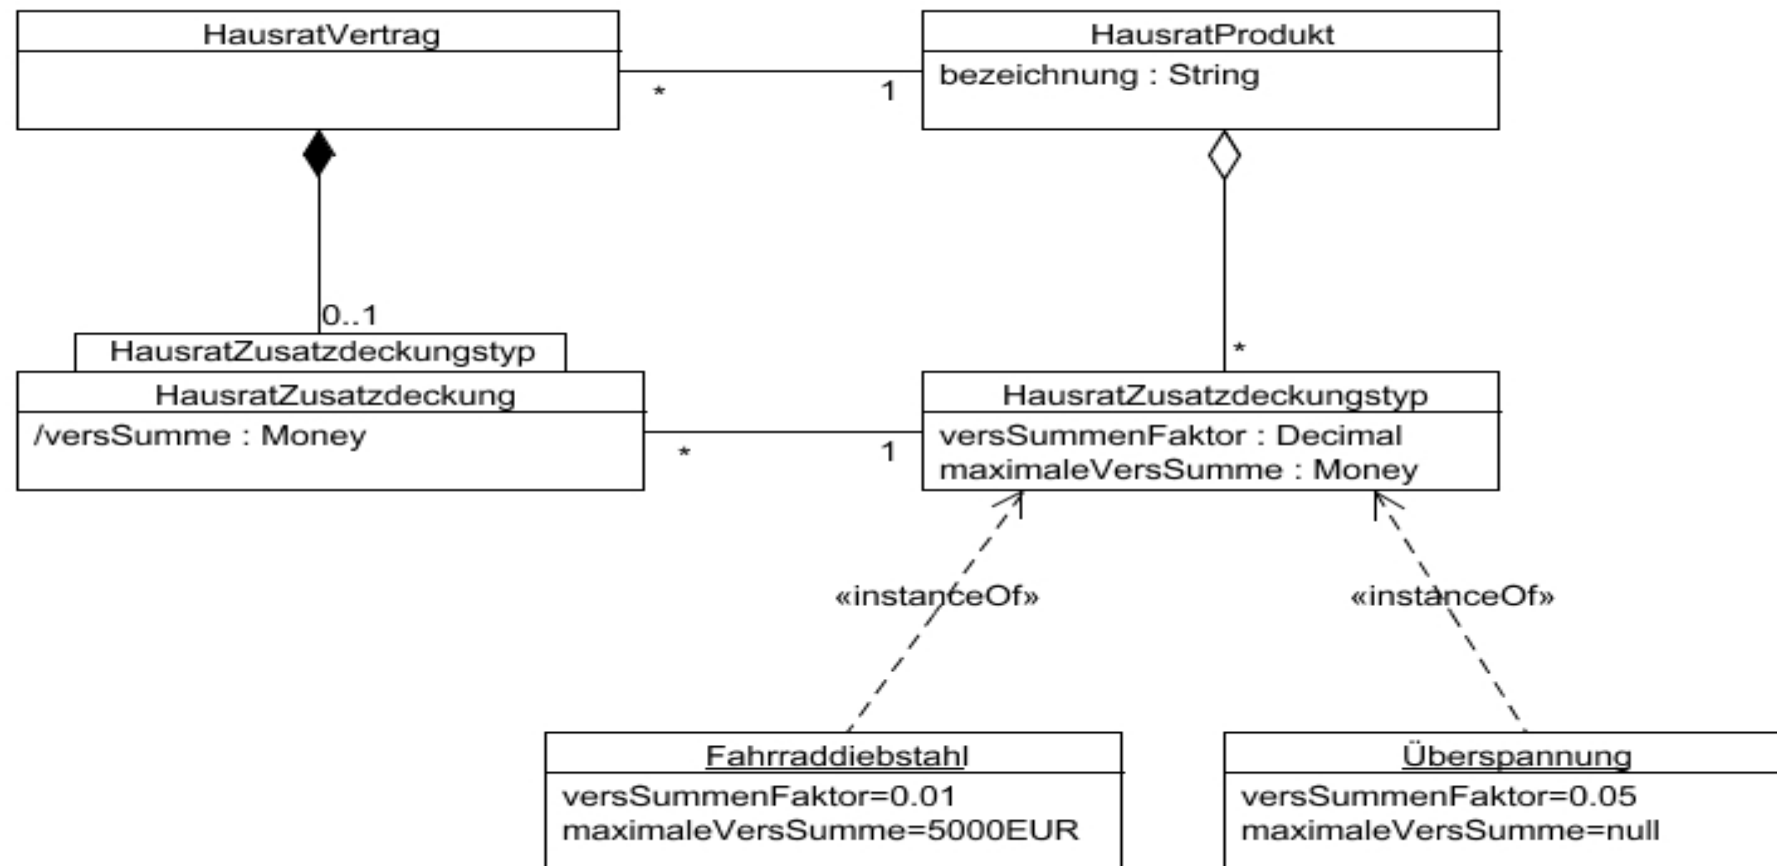 HausratVertrag
HausratProdukt
bezeichnung : String
*
1
0..1
*
HausratZusatzdeckungstyp
HausratZusatzdeckung
/versSumme : Money
*
1
HausratZusatzdeckungstyp
versSummenFaktor : Decimal
maximaleVersSumme : Money
«instanceOf»
«instanceOf»
Fahrraddiebstahl
versSummenFaktor=0.01
maximaleVersSumme=5000EUR
Überspannung
versSummenFaktor=0.05
maximaleVersSumme=null